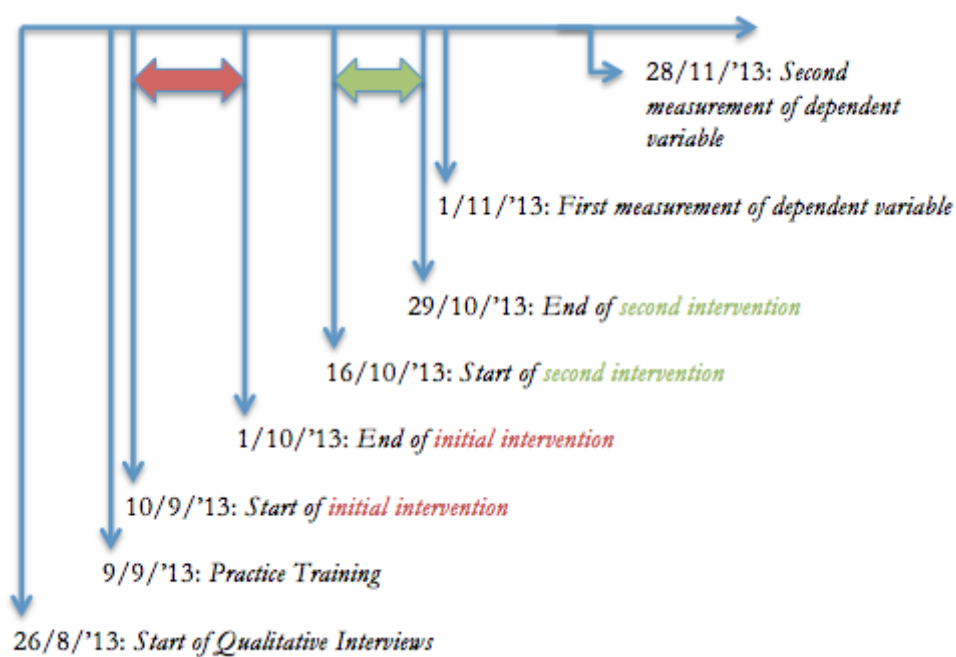 28/11/'13: Second
measurement of dependent
variable
1/11/'13: First measurement of dependent variable
29/10/'13: End of second intervention
16/10/'13: Start of second intervention
1/10/'13: End of initial intervention
10/9/'13: Start of initial intervention
9/9/'13: Practice Training
26/8/'13: Start of Qualitative Interviews